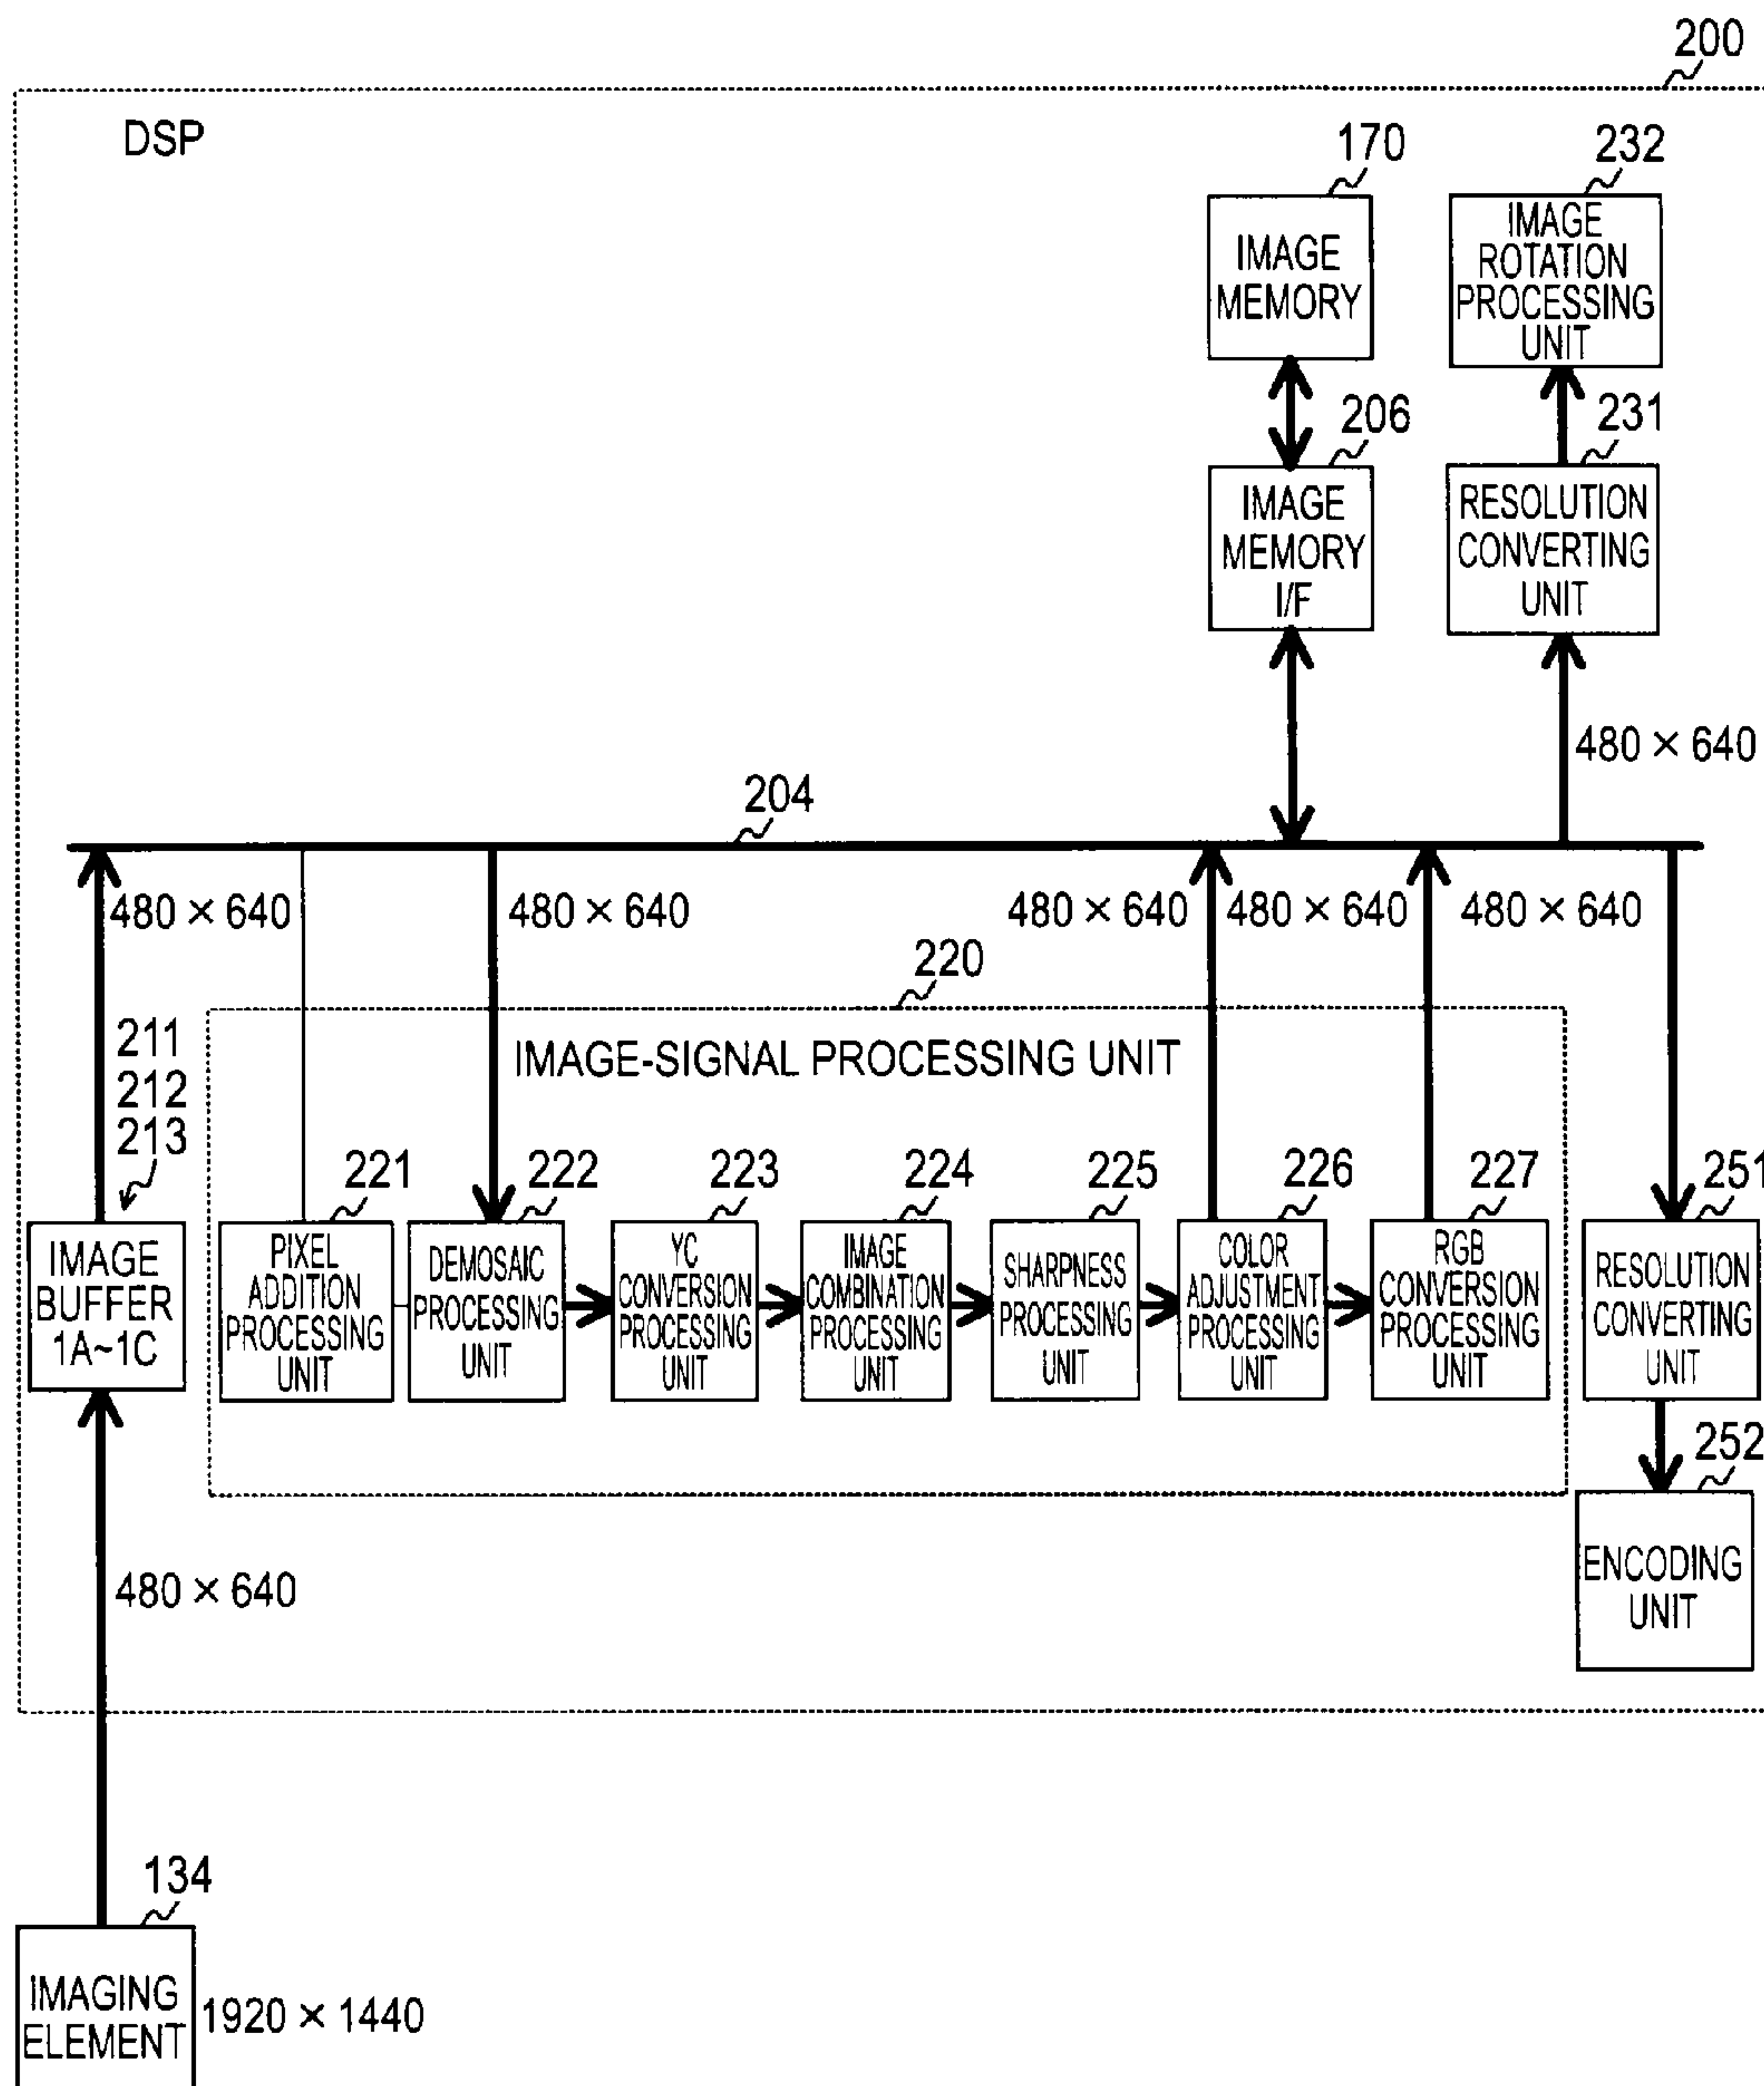 200
DSP
170
232
IMAGE
MEMORY
IMAGE
ROTATION
PROCESSING
UNIT
206
231
IMAGE
MEMORY
I/F
RESOLUTION
CONVERTING
UNIT
480 × 640
204
480 × 640
480 × 640
480 × 640
480 × 640
480 × 640
220
211
212
213
IMAGE-SIGNAL PROCESSING UNIT
221
222
223
224
225
226
227
251
IMAGE
BUFFER
1A~1C
PIXEL
ADDITION
PROCESSING
UNIT
DEMOSAIC
PROCESSING
UNIT
YC
CONVERSION
PROCESSING
UNIT
IMAGE
COMBINATION
PROCESSING
UNIT
SHARPNESS
PROCESSING
UNIT
COLOR
ADJUSTMENT
PROCESSING
UNIT
RGB
CONVERSION
PROCESSING
UNIT
RESOLUTION
CONVERTING
UNIT
252
ENCODING
UNIT
480 × 640
134
IMAGING
ELEMENT
1920 × 1440